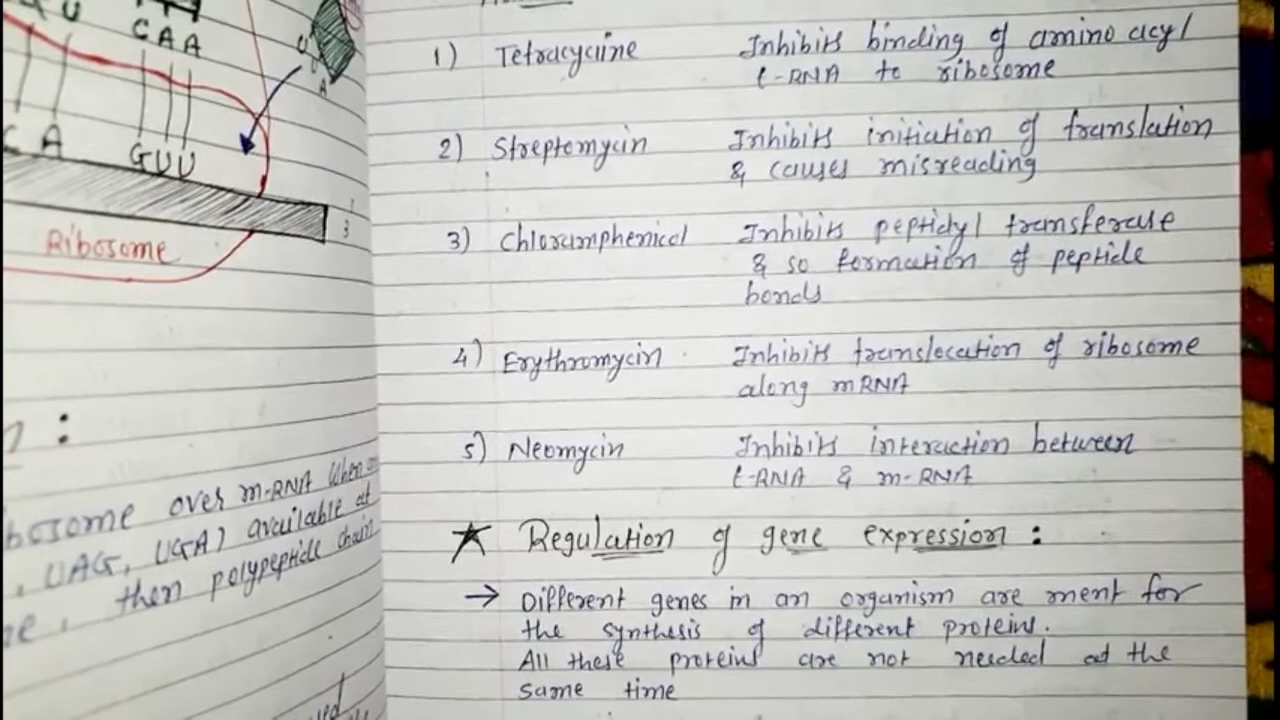 U
C A A
U
U
A
C A
G U U
3
Ribosome
:
bosome over m-RNA when
, UAG, UGA) available at
, then polypeptide chain
1) Tetracycline Inhibits binding of amino acyl
t-RNA to ribosome
2) Streptomycin Inhibits initiation of translation
& causes misreading
3) Chloramphenicol Inhibits peptidyl transferase
& so formation of peptide
bonds
4) Erythromycin Inhibits translocation of ribosome
along mRNA
5) Neomycin Inhibits interaction between
t-RNA & m-RNA
★ Regulation of gene expression :
→ Different genes in an organism are ment for
the synthesis of different proteins.
All these proteins are not needed at the
same time